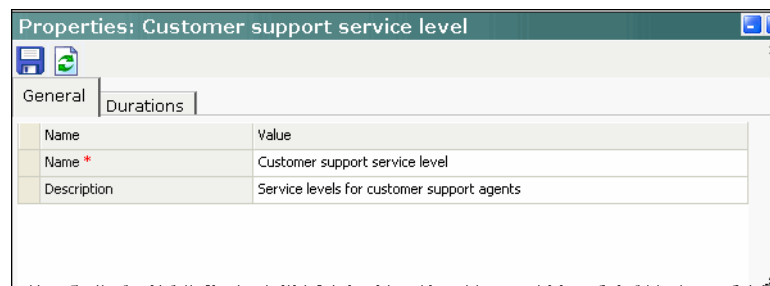 Properties: Customer support service level
General Durations
Name Value
Name * Customer support service level
Description Service levels for customer support agents